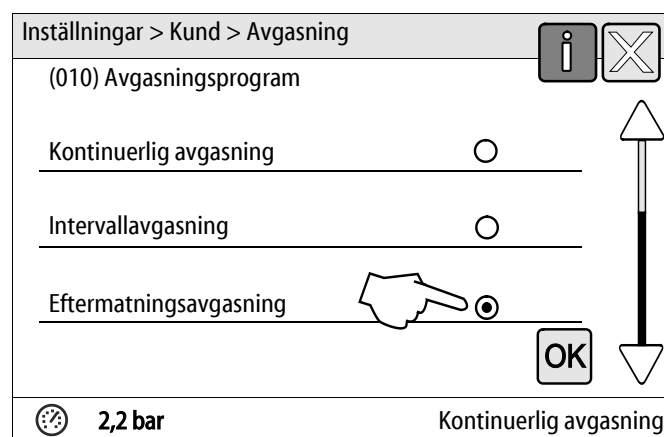 Inställningar > Kund > Avgasning
i X
(010) Avgasningsprogram
Kontinuerlig avgasning
Intervallavgasning
Eftermatningsavgasning
OK
2,2 bar Kontinuerlig avgasning